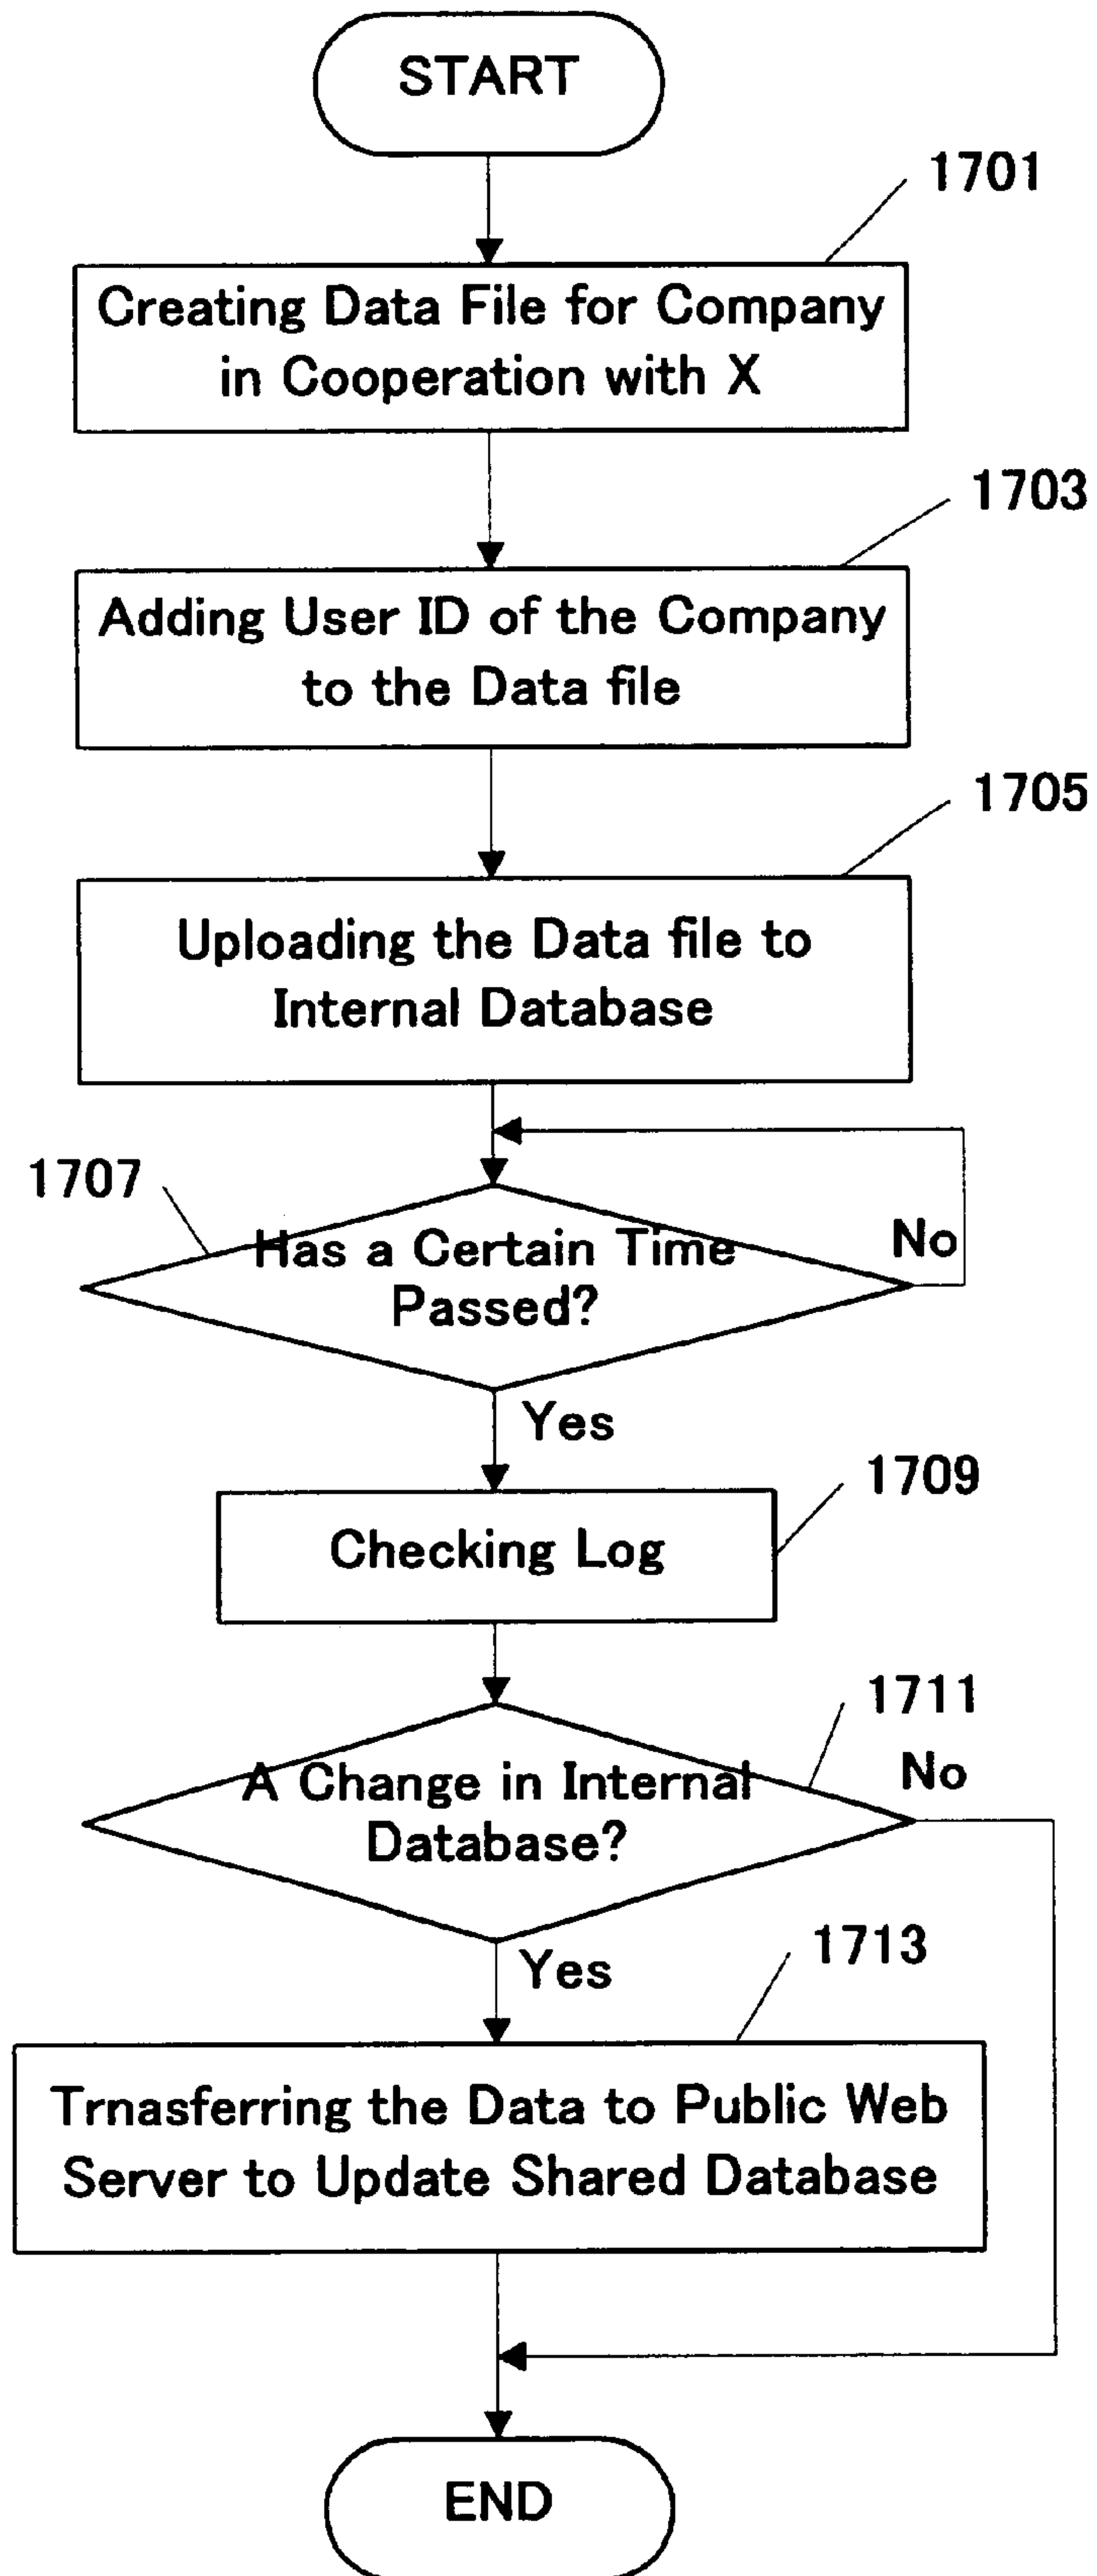 START
1701
Creating Data File for Company
in Cooperation with X
1703
Adding User ID of the Company
to the Data file
1705
Uploading the Data file to
Internal Database
1707
Has a Certain Time
Passed?
No
Yes
1709
Checking Log
1711
A Change in Internal
Database?
No
Yes
1713
Trnasferring the Data to Public Web
Server to Update Shared Database
END